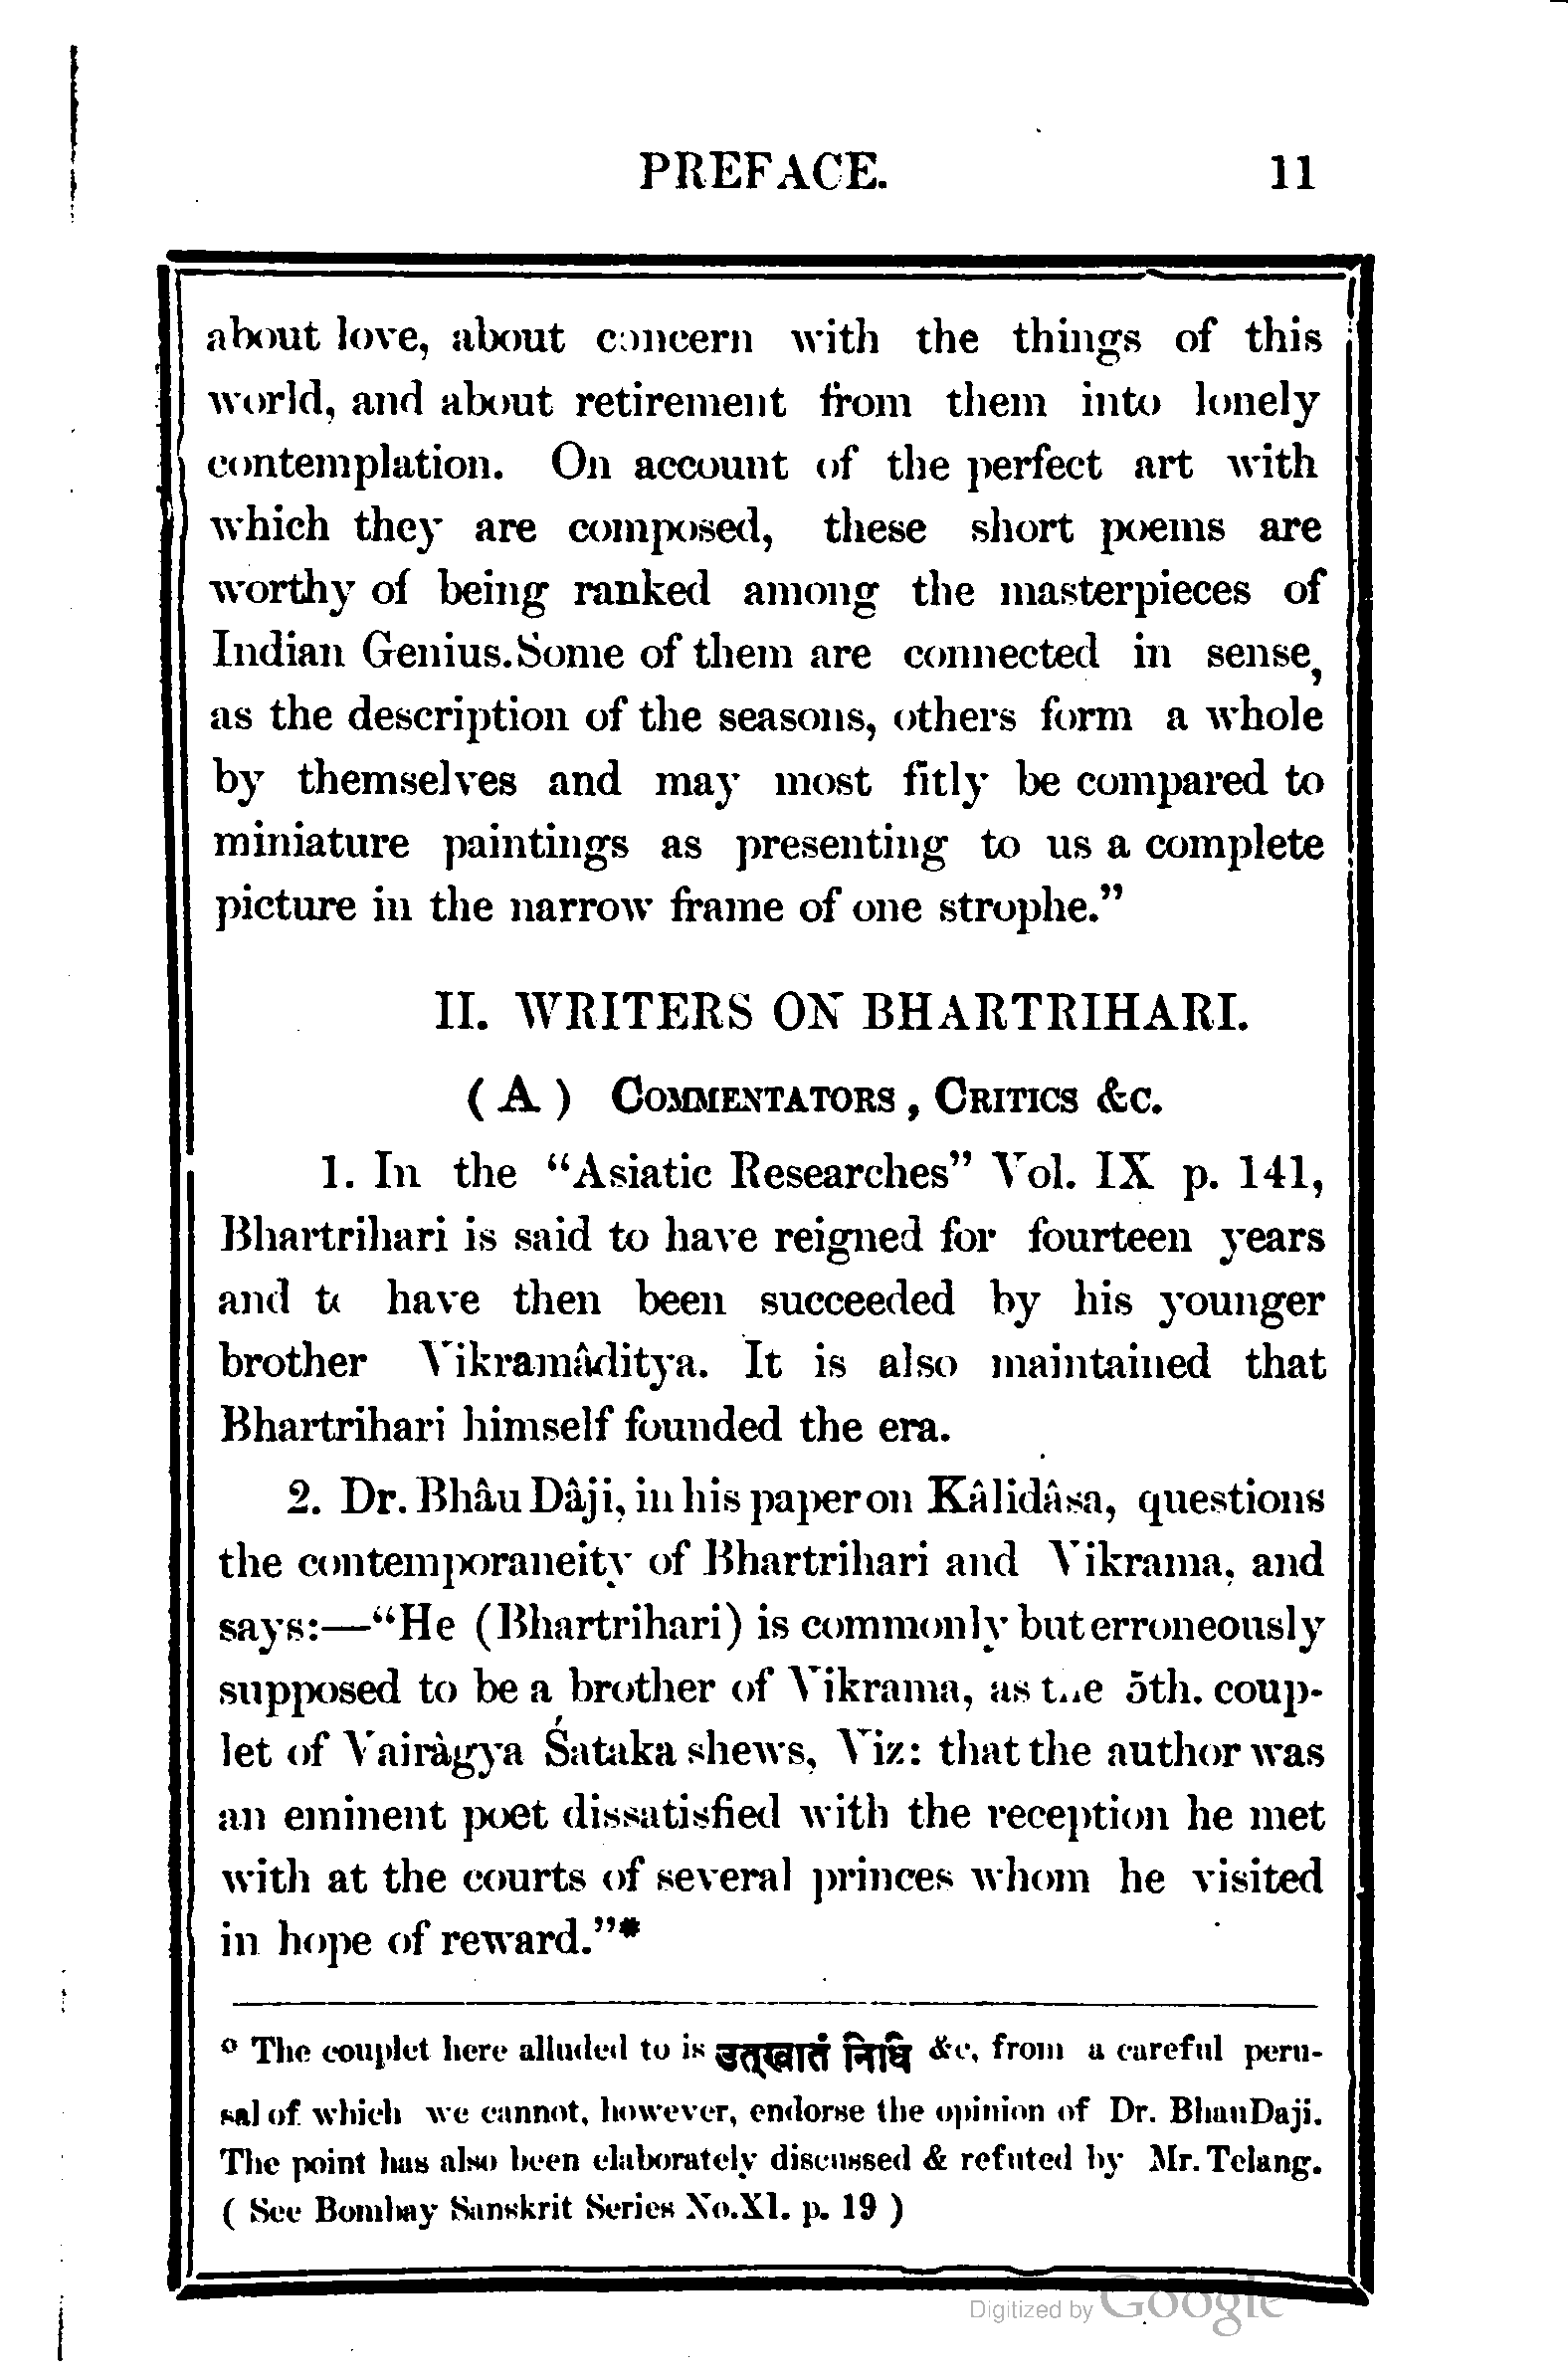 PREFACE. 11
about love, about concern with the things of this
world, and about retirement from them into lonely
contemplation. On account of the perfect art with
which they are composed, these short poems are
worthy of being ranked among the masterpieces of
Indian Genius.Some of them are connected in sense,
as the description of the seasons, others form a whole
by themselves and may most fitly be compared to
miniature paintings as presenting to us a complete
picture in the narrow frame of one strophe.”
II. WRITERS ON BHARTRIHARI.
( A ) COMMENTATORS , CRITICS &C.
1. In the “Asiatic Researches” Vol. IX p. 141,
Bhartrihari is said to have reigned for fourteen years
and to have then been succeeded by his younger
brother Vikramâditya. It is also maintained that
Bhartrihari himself founded the era.
2. Dr. Bhâu Dâji, in his paper on Kâlidâsa, questions
the contemporaneity of Bhartrihari and Vikrama, and
says:—“He (Bhartrihari) is commonly but erroneously
supposed to be a brother of Vikrama, as the 5th. coup-
let of Vairâgya Śataka shews, Viz: that the author was
an eminent poet dissatisfied with the reception he met
with at the courts of several princes whom he visited
in hope of reward.”*
* The couplet here alluded to is उत्खातं निधि &c, from a careful peru-
sal of which we cannot, however, endorse the opinion of Dr. BhauDaji.
The point has also been elaborately discussed & refuted by Mr. Telang.
( See Bombay Sanskrit Series No.XI. p. 19 )
Digitized by Google